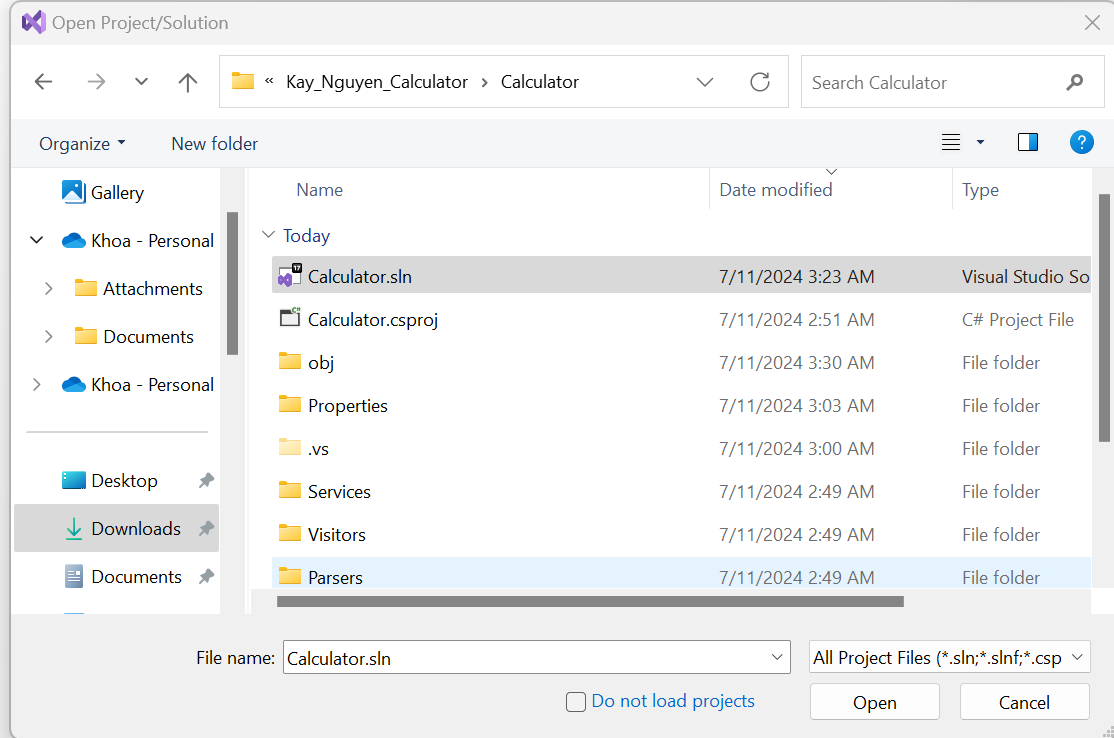 Open Project/Solution
« Kay_Nguyen_Calculator › Calculator
Search Calculator
Organize
New folder
?
Gallery
Khoa - Personal
Attachments
Documents
Khoa - Personal
Desktop
Downloads
Documents
Name Date modified Type
Today
Calculator.sln 7/11/2024 3:23 AM Visual Studio So
Calculator.csproj 7/11/2024 2:51 AM C# Project File
obj 7/11/2024 3:30 AM File folder
Properties 7/11/2024 3:03 AM File folder
.vs 7/11/2024 3:00 AM File folder
Services 7/11/2024 2:49 AM File folder
Visitors 7/11/2024 2:49 AM File folder
Parsers 7/11/2024 2:49 AM File folder
File name: Calculator.sln
All Project Files (*.sln;*.slnf;*.csp
Do not load projects
Open
Cancel